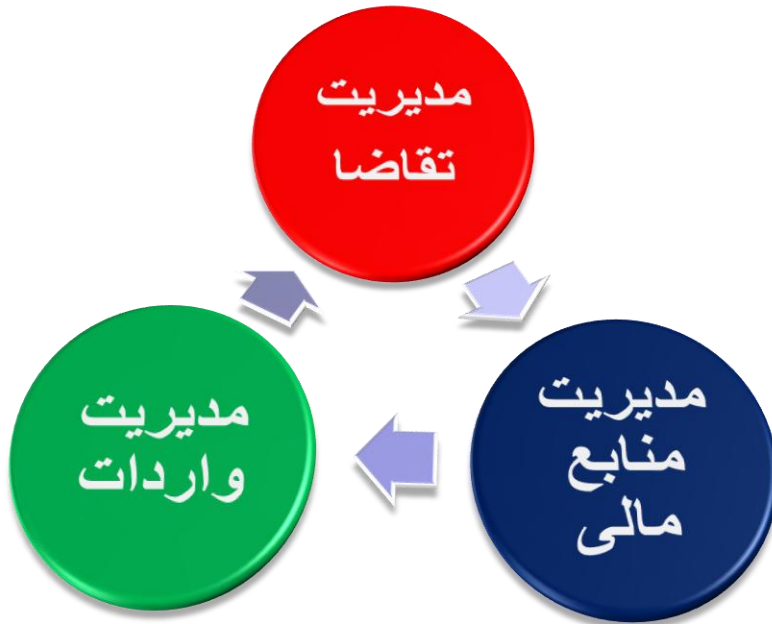 مدیریت
تقاضا
مدیریت
منابع
مالی
مدیریت
واردات